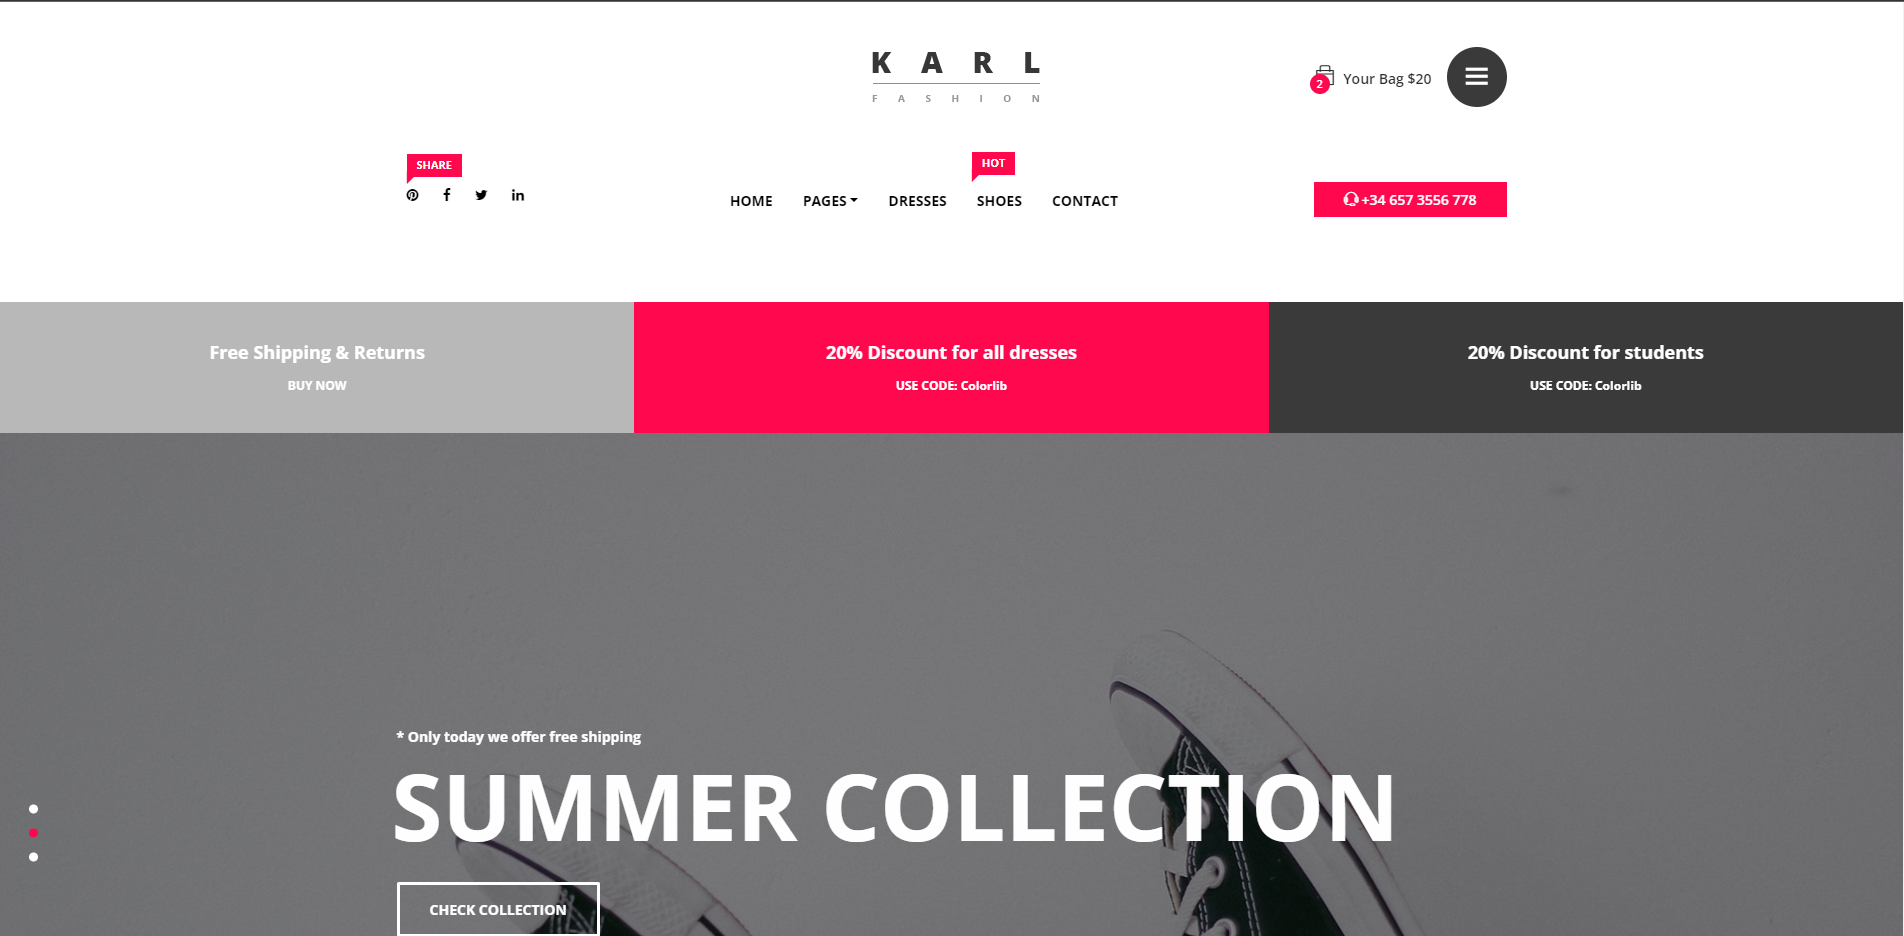 K A R L
F A S H I O N
2
Your Bag $20
SHARE
HOT
HOME PAGES DRESSES SHOES CONTACT
+34 657 3556 778
Free Shipping & Returns
BUY NOW
20% Discount for all dresses
USE CODE: Colorlib
20% Discount for students
USE CODE: Colorlib
* Only today we offer free shipping
SUMMER COLLECTION
CHECK COLLECTION